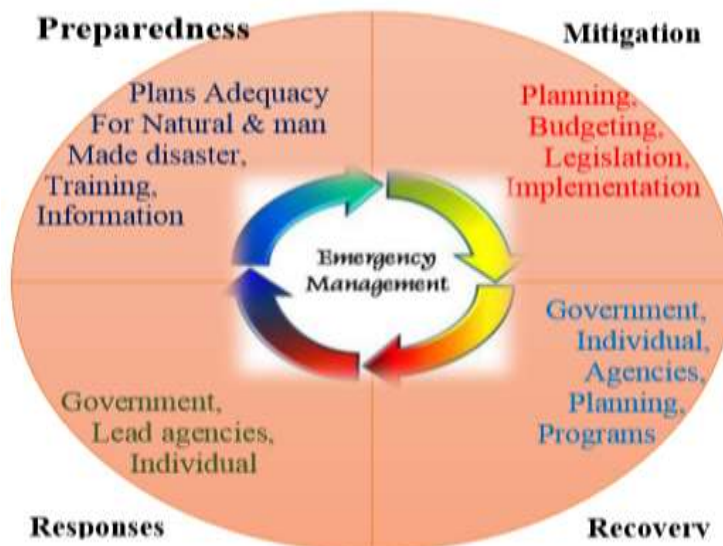 Preparedness
Mitigation
Plans Adequacy
For Natural & man
Made disaster,
Training,
Information
Planning,
Budgeting,
Legislation,
Implementation
Emergency
Management
Government,
Lead agencies,
Individual
Government,
Individual,
Agencies,
Planning,
Programs
Responses
Recovery